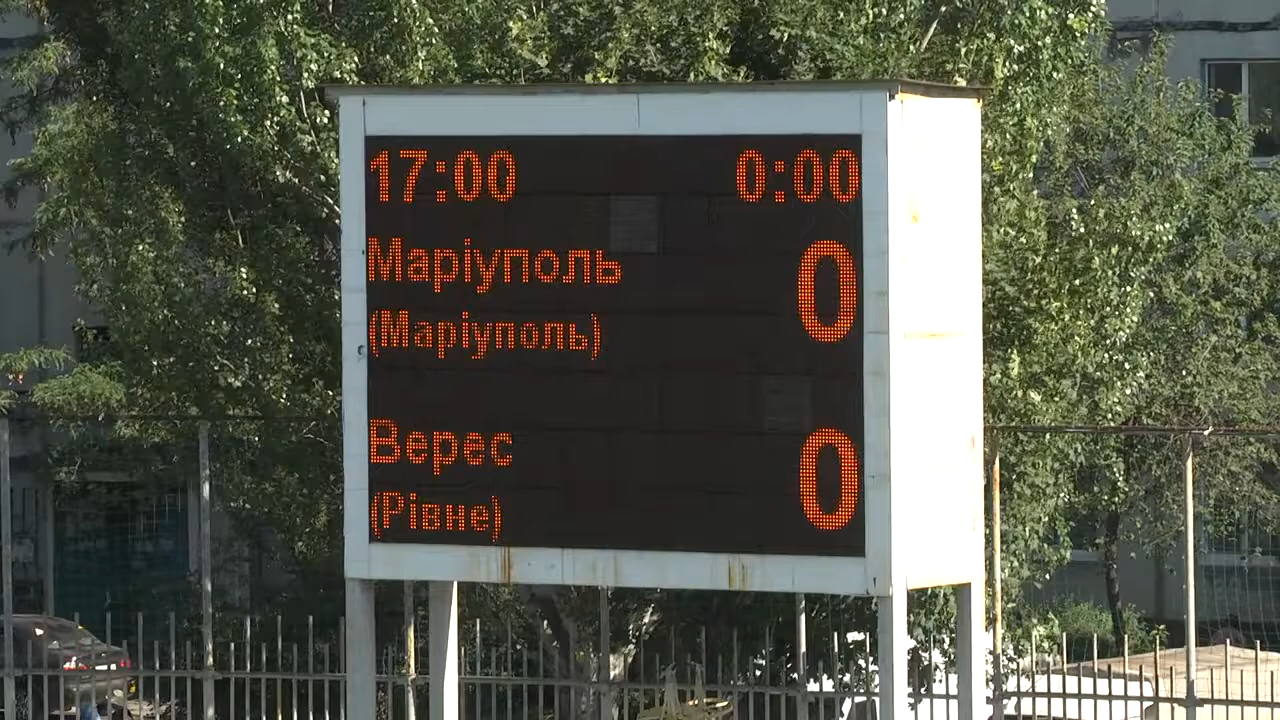 17:00 0:00
Маріуполь 0
(Маріуполь)
Верес 0
(Рівне)